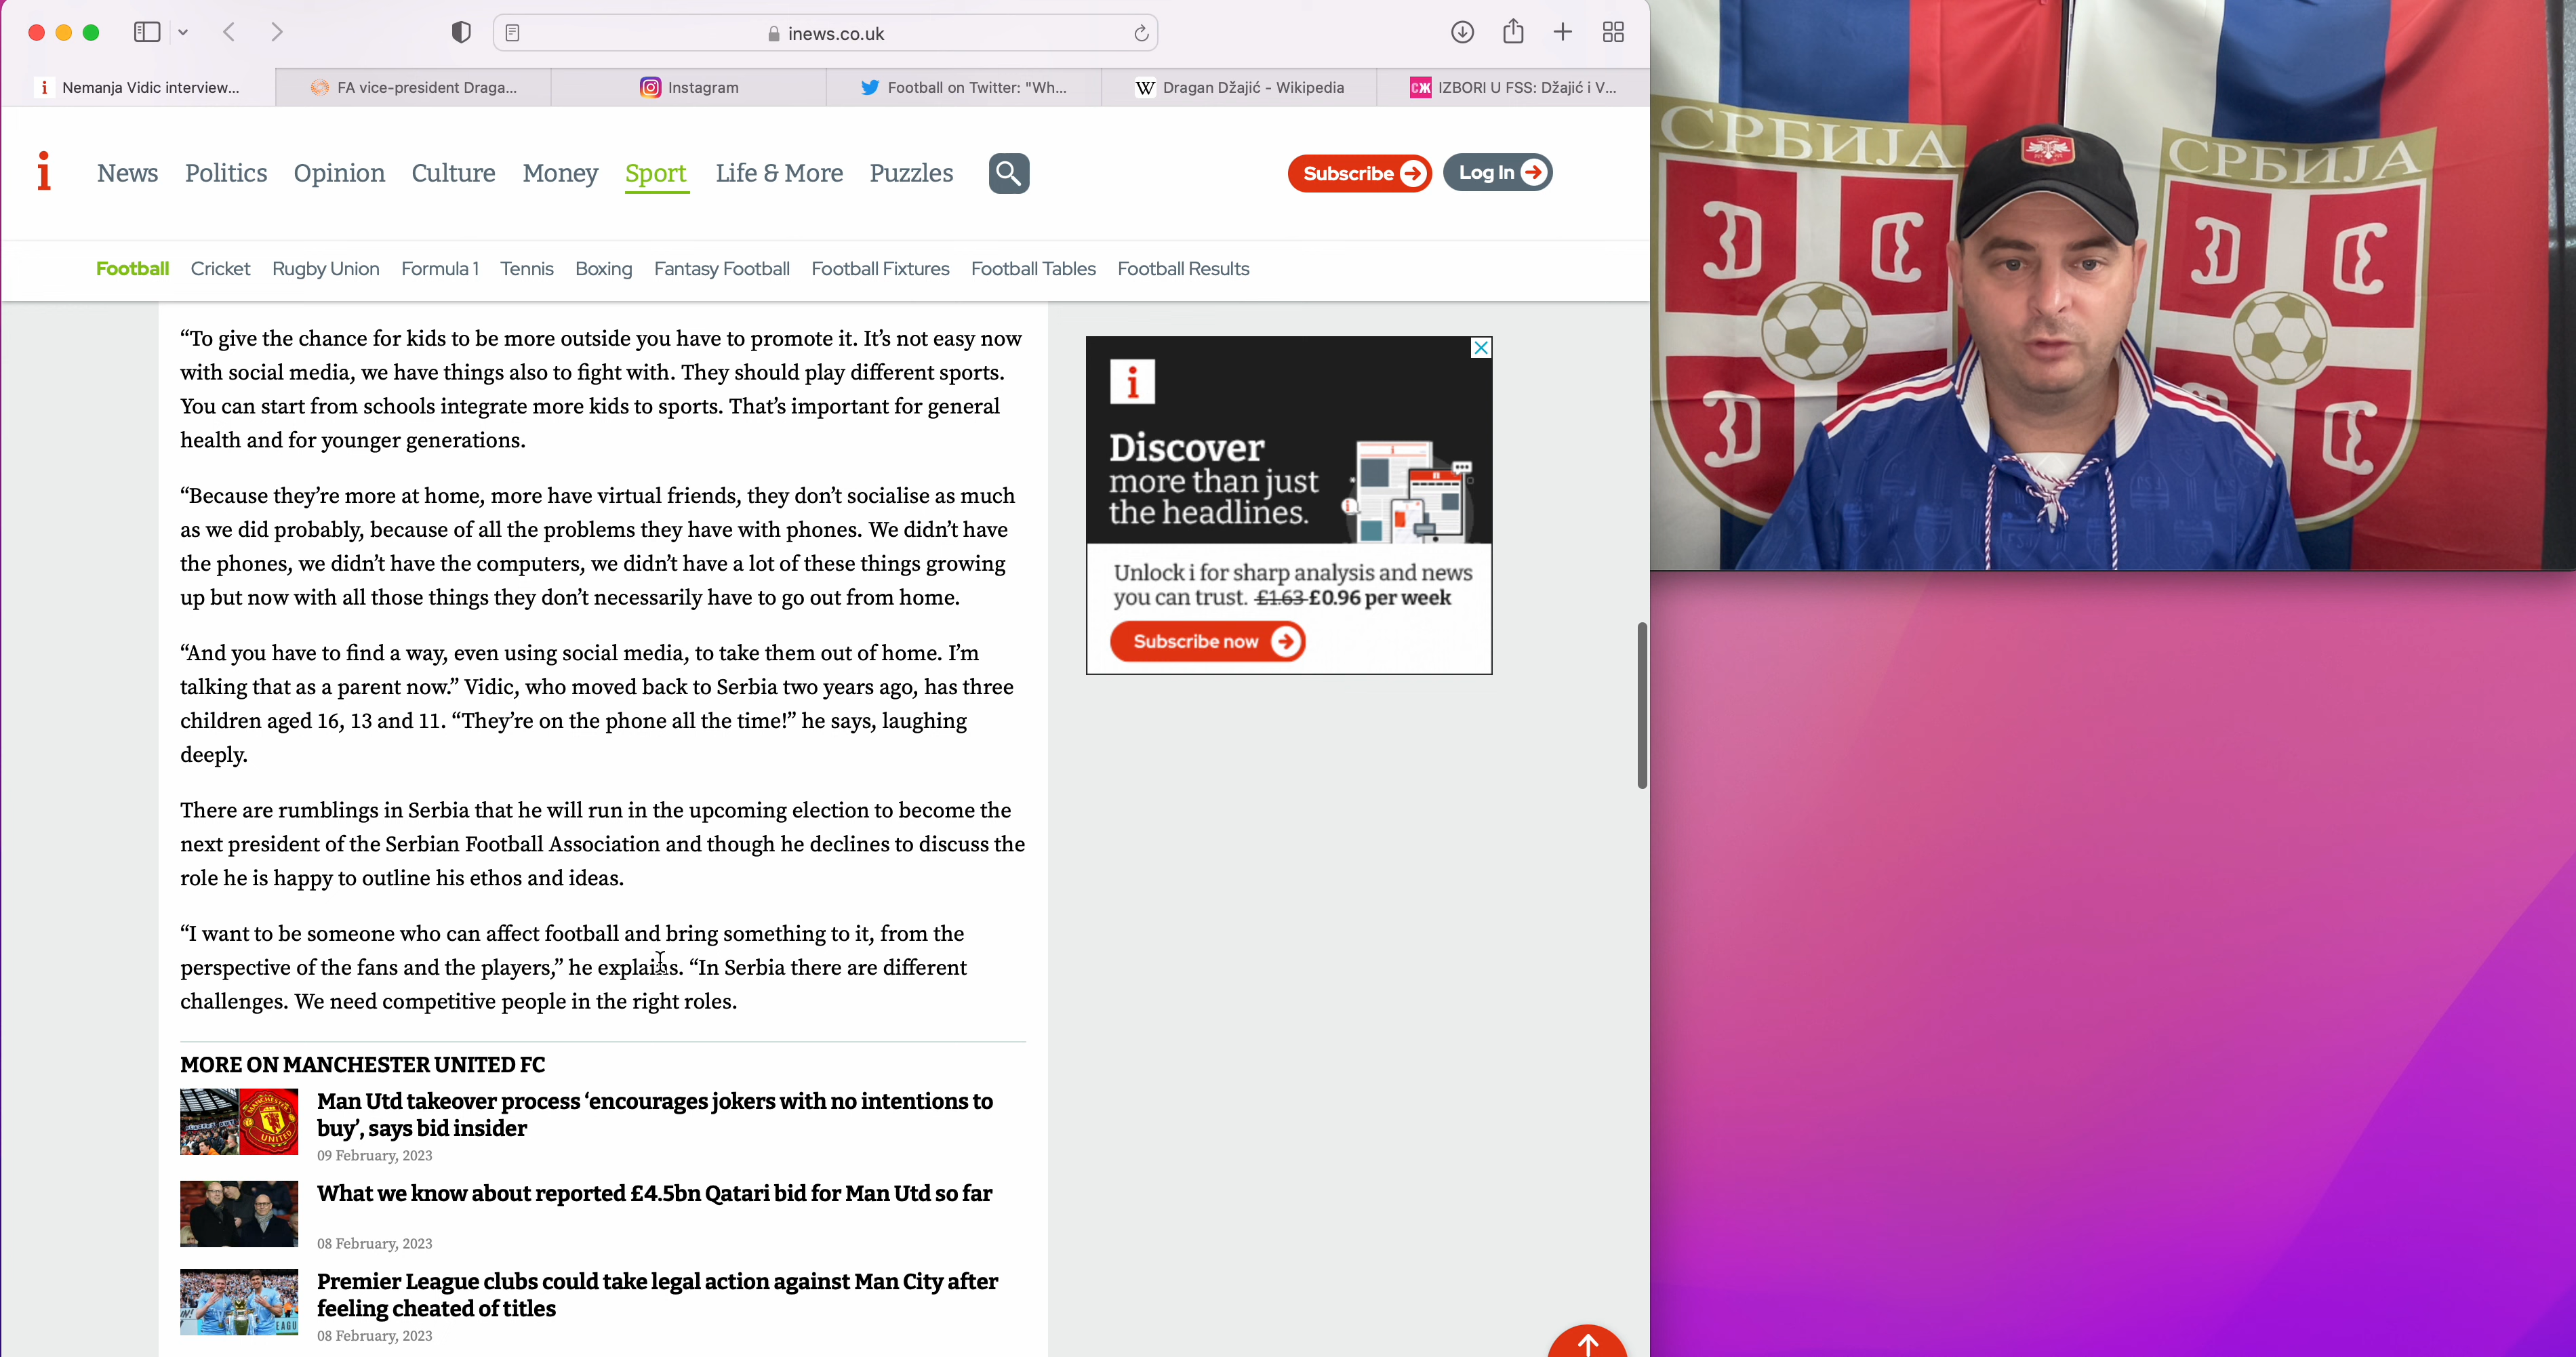 inews.co.uk
Nemanja Vidic interview...
FA vice-president Draga...
Instagram
Football on Twitter: "Wh...
W Dragan Džajić - Wikipedia
СЖ IZBORI U FSS: Džajić i V...
i News Politics Opinion Culture Money Sport Life & More Puzzles
Subscribe
Log In
Football Cricket Rugby Union Formula 1 Tennis Boxing Fantasy Football Football Fixtures Football Tables Football Results
“To give the chance for kids to be more outside you have to promote it. It’s not easy now
with social media, we have things also to fight with. They should play different sports.
You can start from schools integrate more kids to sports. That’s important for general
health and for younger generations.
“Because they’re more at home, more have virtual friends, they don’t socialise as much
as we did probably, because of all the problems they have with phones. We didn’t have
the phones, we didn’t have the computers, we didn’t have a lot of these things growing
up but now with all those things they don’t necessarily have to go out from home.
“And you have to find a way, even using social media, to take them out of home. I’m
talking that as a parent now.” Vidic, who moved back to Serbia two years ago, has three
children aged 16, 13 and 11. “They’re on the phone all the time!” he says, laughing
deeply.
There are rumblings in Serbia that he will run in the upcoming election to become the
next president of the Serbian Football Association and though he declines to discuss the
role he is happy to outline his ethos and ideas.
“I want to be someone who can affect football and bring something to it, from the
perspective of the fans and the players,” he explains. “In Serbia there are different
challenges. We need competitive people in the right roles.
MORE ON MANCHESTER UNITED FC
Man Utd takeover process ‘encourages jokers with no intentions to
buy’, says bid insider
09 February, 2023
What we know about reported £4.5bn Qatari bid for Man Utd so far
08 February, 2023
Premier League clubs could take legal action against Man City after
feeling cheated of titles
08 February, 2023
MANCHESTER
UNITED
i
Discover
more than just
the headlines.
Unlock i for sharp analysis and news
you can trust. £1.63 £0.96 per week
Subscribe now
СРБИЈА
СРБИЈА